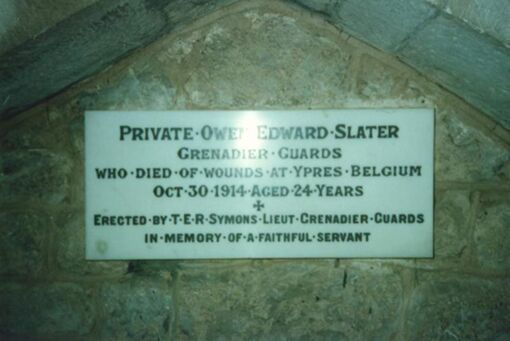 PRIVATE·OWEN EDWARD·SLATER
GRENADIER·GUARDS
WHO·DIED·OF·WOUNDS·AT·YPRES·BELGIUM
OCT·30·1914·AGED·24·YEARS
ERECTED·BY·T·E·R·SYMONS·LIEUT·GRENADIER·GUARDS
IN·MEMORY·OF·A·FAITHFUL·SERVANT